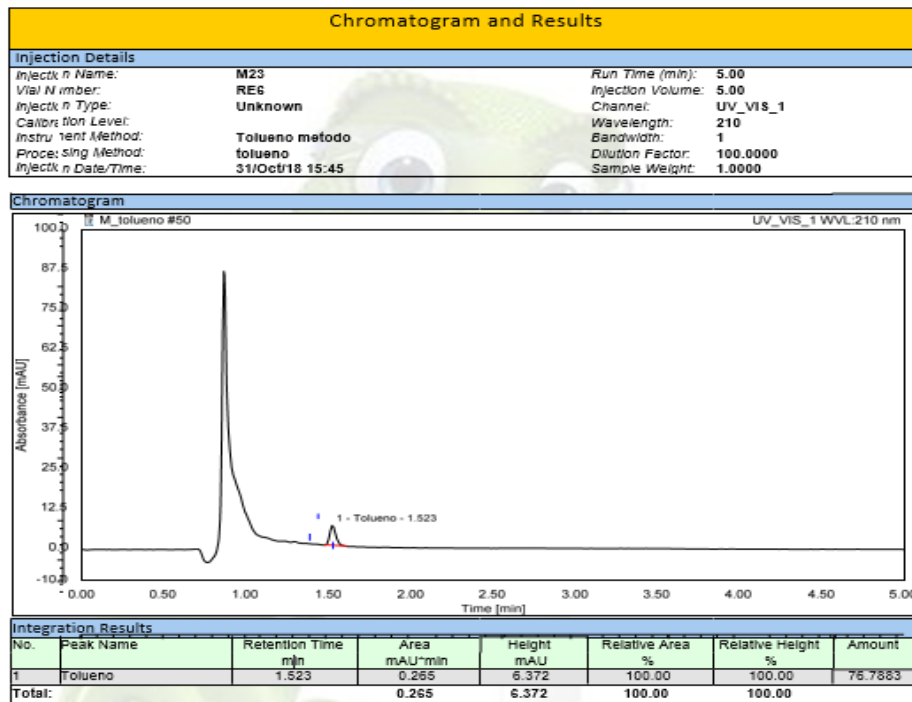 Chromatogram and Results
Injection Details
Injection Name: M23 Run Time (min): 5.00
Vial Number: RE6 Injection Volume: 5.00
Injection Type: Unknown Channel: UV_VIS_1
Calibration Level: Wavelength: 210
Instrument Method: Tolueno metodo Bandwidth: 1
Processing Method: tolueno Dilution Factor: 100.0000
Injection Date/Time: 31/Oct/18 15:45 Sample Weight: 1.0000
Chromatogram
M_tolueno #50 UV_VIS_1 WVL:210 nm
100.0
87.5
75.0
62.5
50.0
37.5
25.0
12.5
0.0
-10.0
Absorbance [mAU]
1 - Tolueno - 1.523
0.00 0.50 1.00 1.50 2.00 2.50 3.00 3.50 4.00 4.50 5.00
Time [min]
Integration Results
No. Peak Name Retention Time Area Height Relative Area Relative Height Amount
min mAU*min mAU % %
1 Tolueno 1.523 0.265 6.372 100.00 100.00 76.7883
Total: 0.265 6.372 100.00 100.00